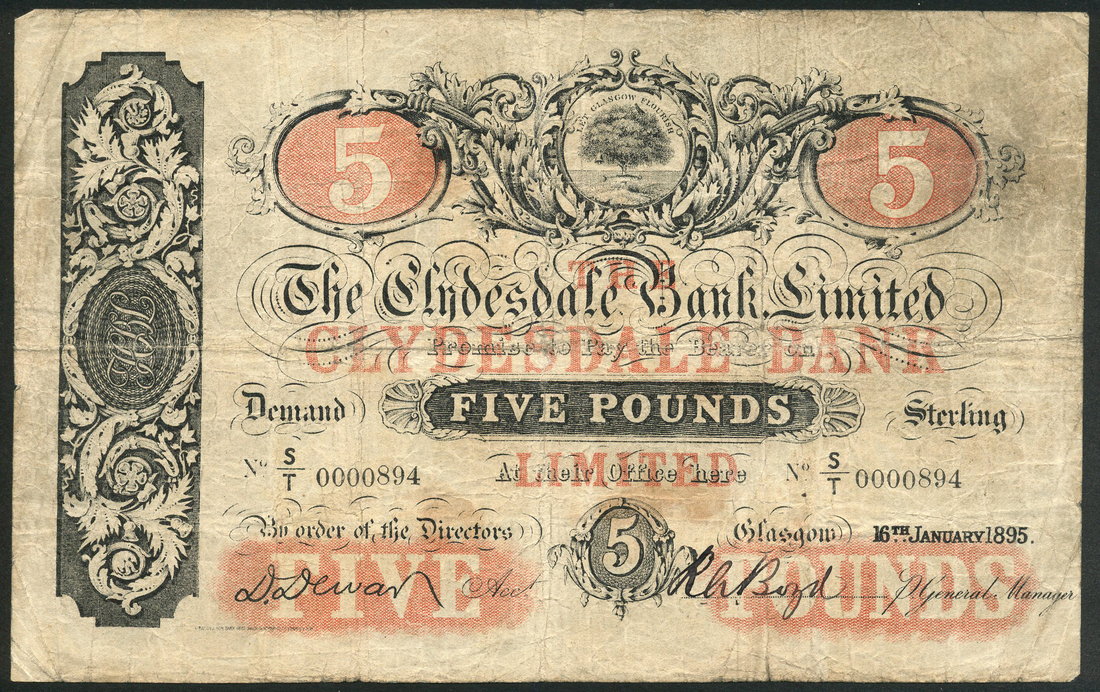 LET GLASGOW FLOURISH
5 5
The Clydesdale Bank, Limited
THE
CLYDESDALE BANK
LIMITED
Promise to Pay the Bearer on
Demand FIVE POUNDS Sterling
No S/T 0000894 At their Office here No S/T 0000894
By order of the Directors 5 Glasgow 16TH JANUARY 1895.
FIVE POUNDS
D. Dewar Acct. R. A. Boyd P. General Manager